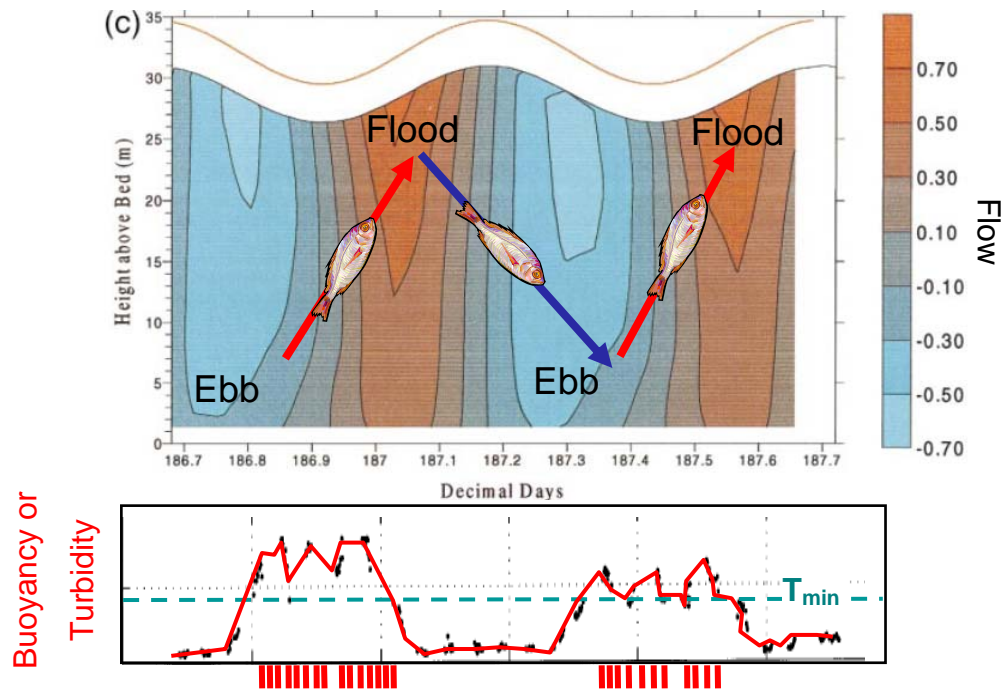 (c)
35
30
25
20
15
10
5
0
Height above Bed (m)
Flood
Flood
Ebb
Ebb
186.7 186.8 186.9 187 187.1 187.2 187.3 187.4 187.5 187.6 187.7
Decimal Days
0.70
0.50
0.30
0.10
-0.10
-0.30
-0.50
-0.70
Flow
Buoyancy or
Turbidity
Tmin